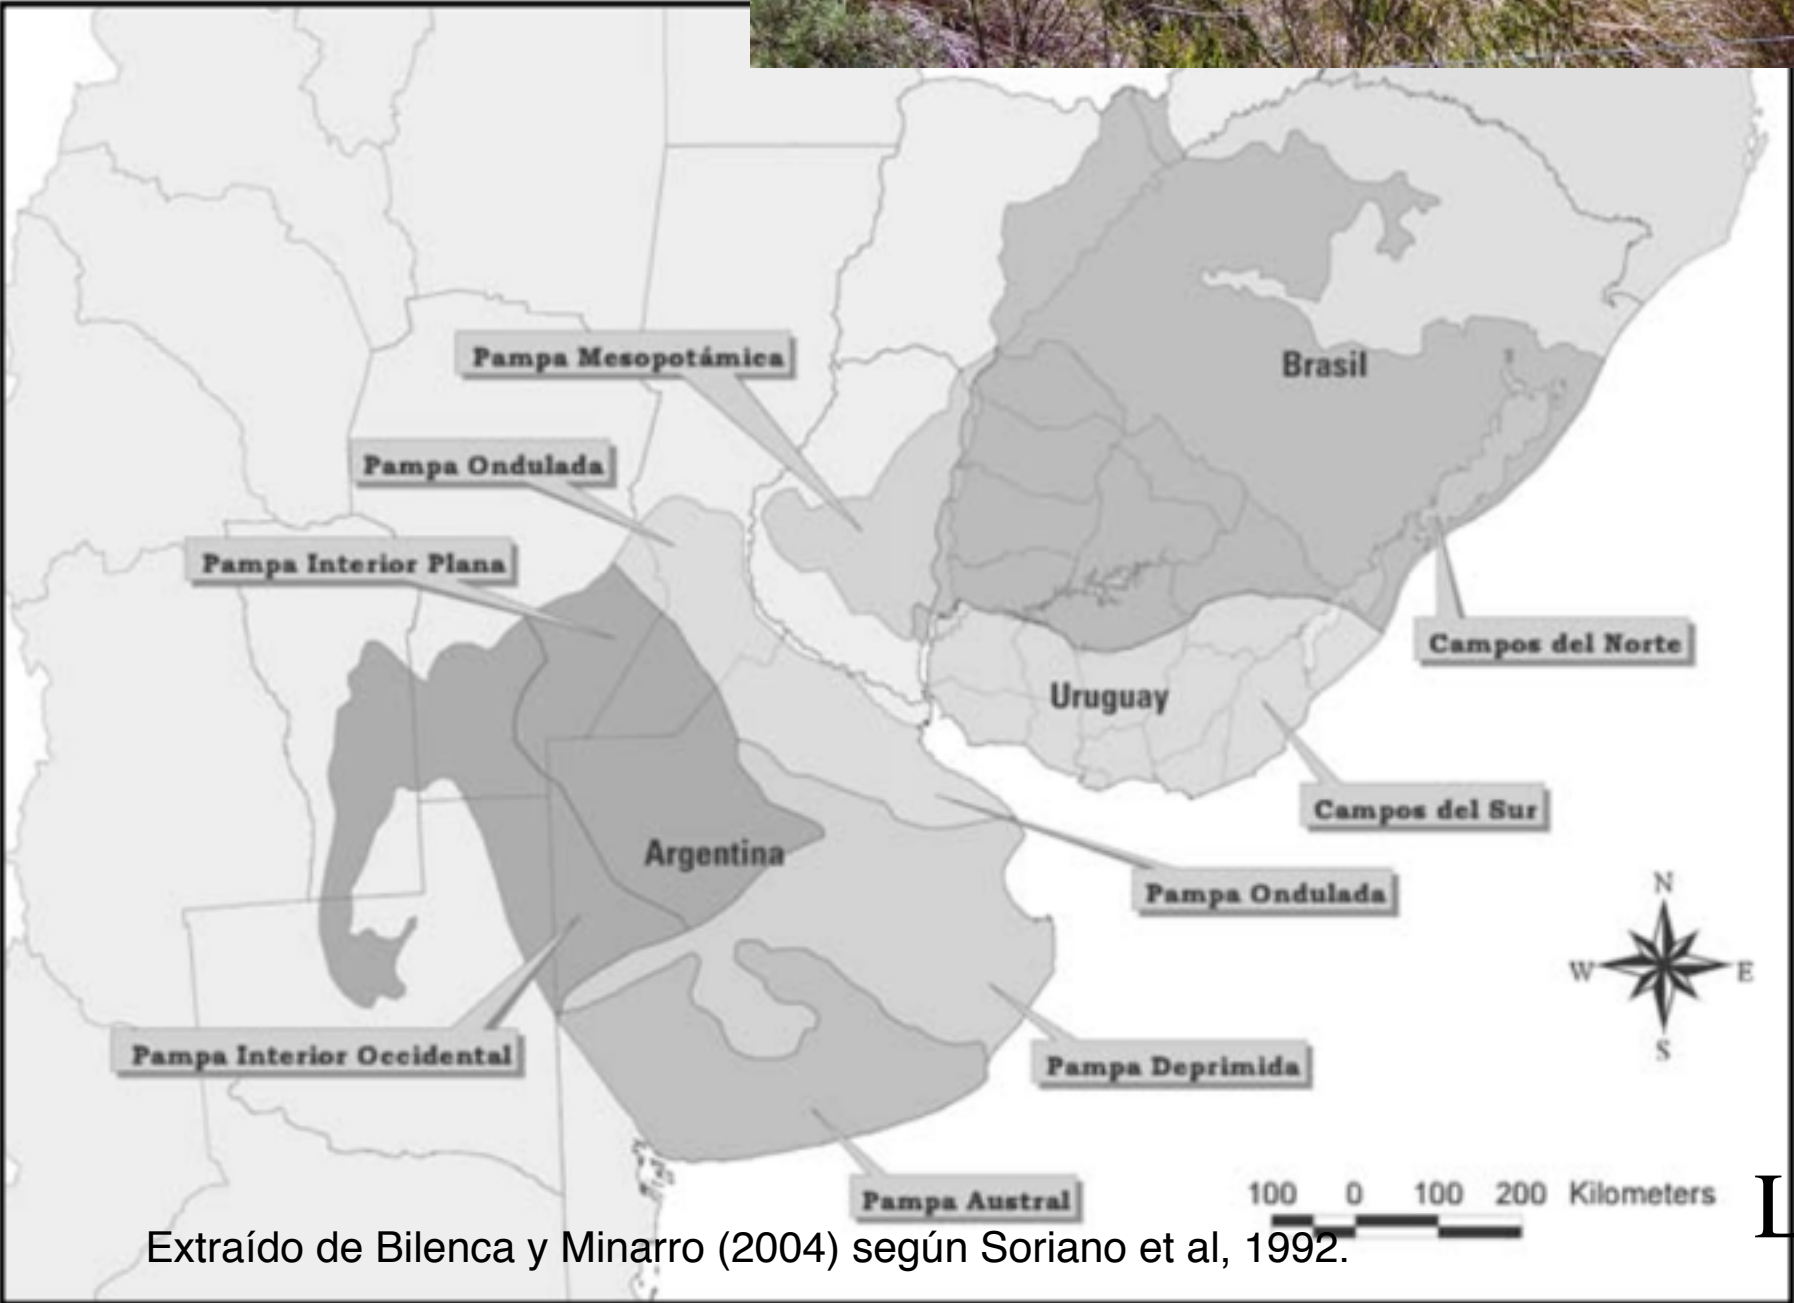 Brasil
Pampa Mesopotámica
Pampa Ondulada
Pampa Interior Plana
Campos del Norte
Uruguay
Campos del Sur
Argentina
Pampa Ondulada
N
W
E
S
Pampa Interior Occidental
Pampa Deprimida
Pampa Austral
100 0 100 200 Kilometers
L
Extraído de Bilenca y Minarro (2004) según Soriano et al, 1992.